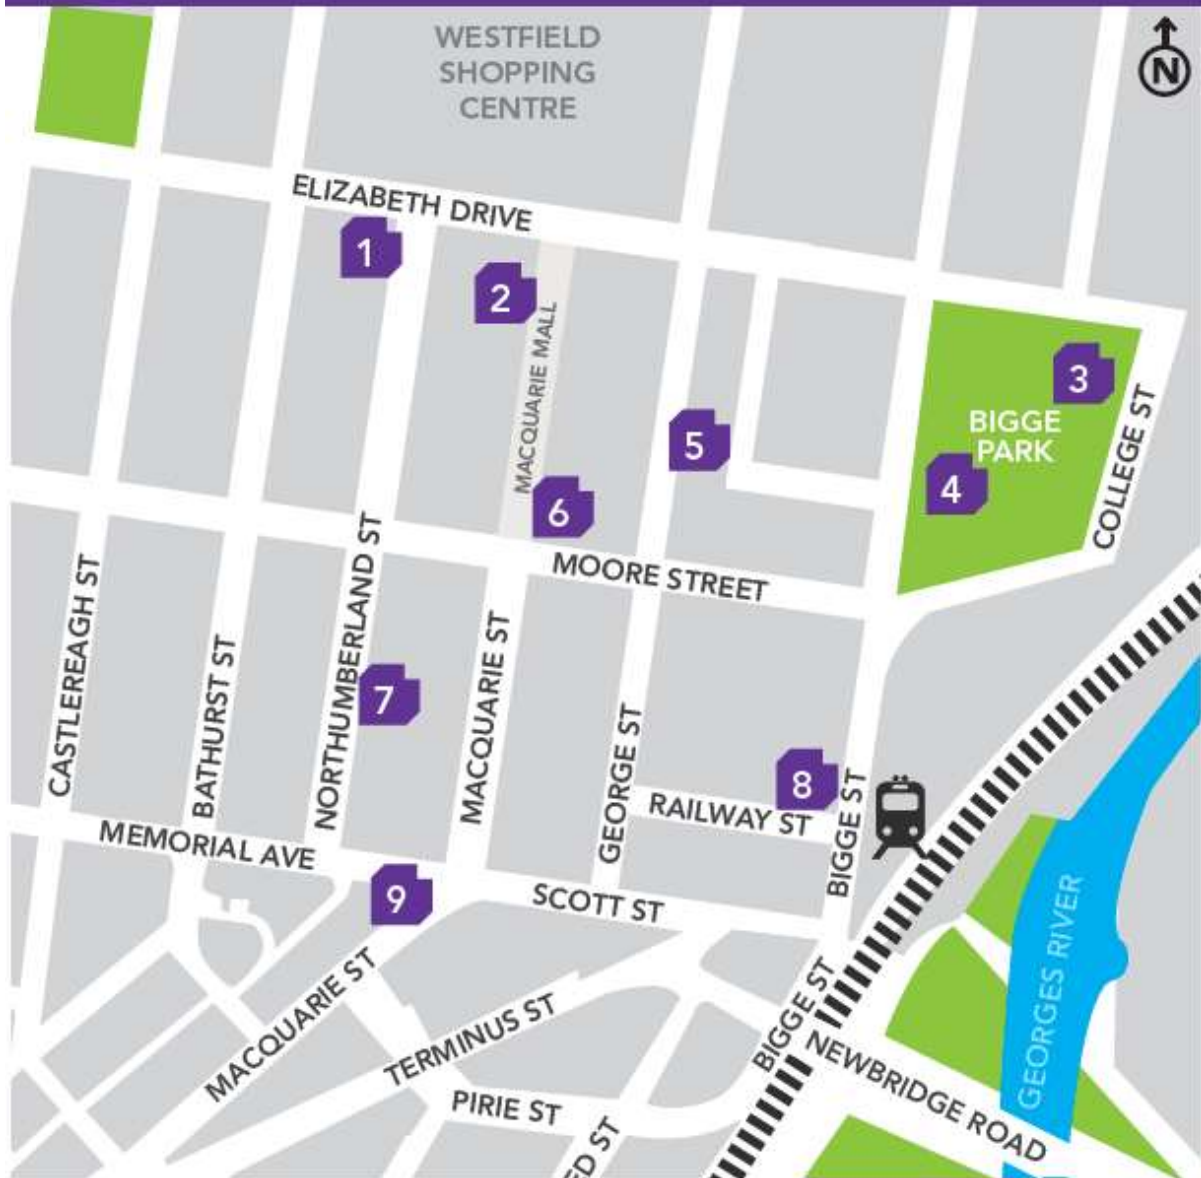 WESTFIELD
SHOPPING
CENTRE
N
ELIZABETH DRIVE
1
2
MACQUARIE MALL
3
BIGGE
PARK
4
5
6
COLLEGE ST
MOORE STREET
CASTLEREAGH ST
BATHURST ST
NORTHUMBERLAND ST
7
MACQUARIE ST
GEORGE ST
8
RAILWAY ST
BIGGE ST
MEMORIAL AVE
9
SCOTT ST
GEORGES RIVER
MACQUARIE ST
TERMINUS ST
BIGGE ST
NEWBRIDGE ROAD
PIRIE ST
ED ST